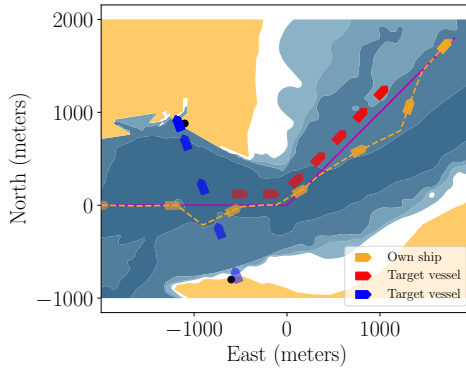 2000
1000
0
−1000
North (meters)
−1000
0
1000
East (meters)
Own ship
Target vessel
Target vessel